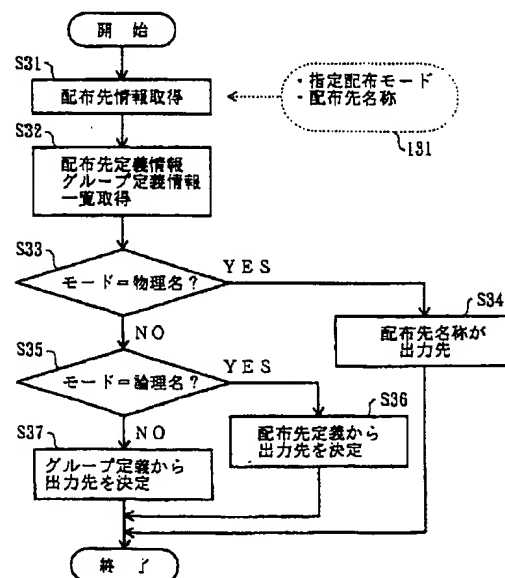 開 始
S31
配布先情報取得
・指定配布モード
・配布先名称
131
S32
配布先定義情報
グループ定義情報
一覧取得
S33
モード＝物理名？
YES
NO
S34
配布先名称が
出力先
S35
モード＝論理名？
YES
NO
S36
配布先定義から
出力先を決定
S37
グループ定義から
出力先を決定
終 了